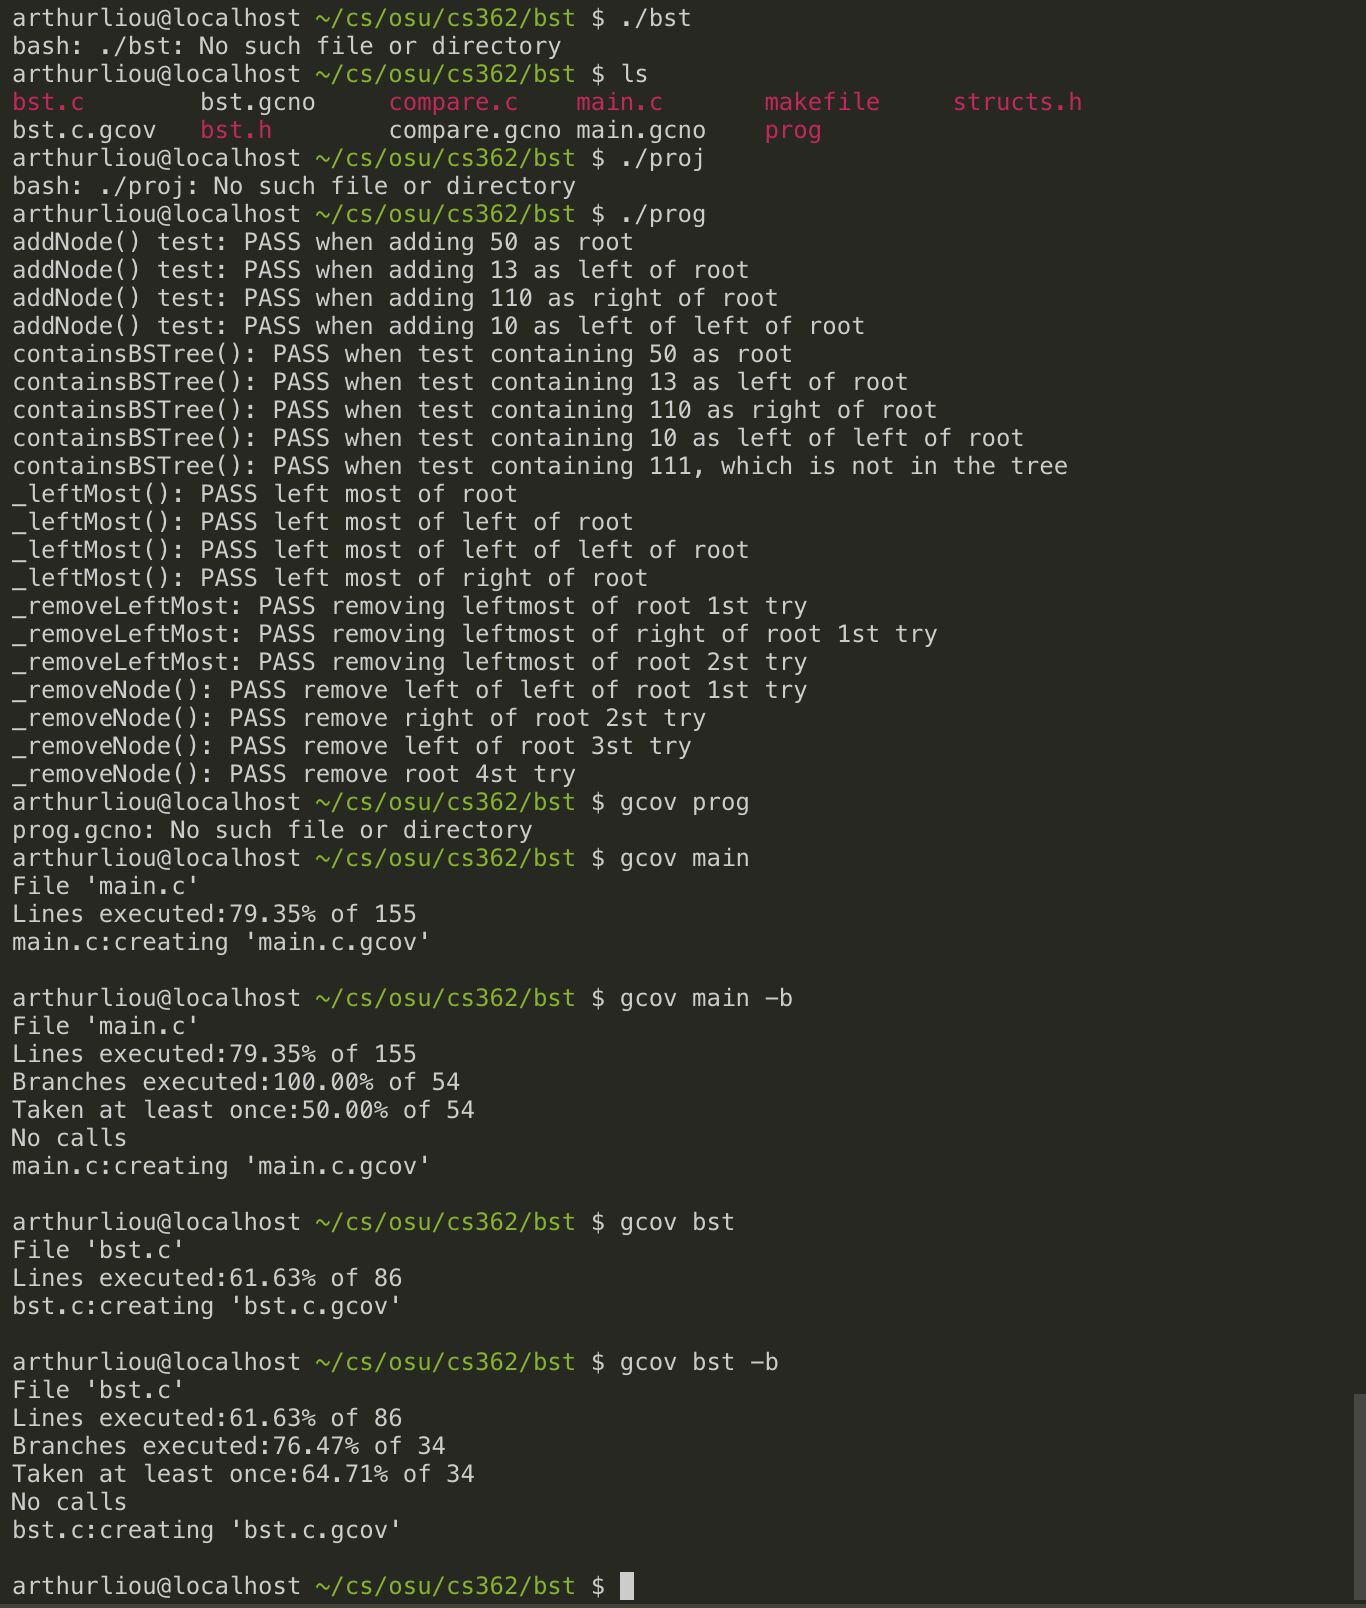 arthurliou@localhost ~/cs/osu/cs362/bst $ ./bst
bash: ./bst: No such file or directory
arthurliou@localhost ~/cs/osu/cs362/bst $ ls
bst.c        bst.gcno     compare.c    main.c       makefile     structs.h
bst.c.gcov   bst.h        compare.gcno main.gcno    prog
arthurliou@localhost ~/cs/osu/cs362/bst $ ./proj
bash: ./proj: No such file or directory
arthurliou@localhost ~/cs/osu/cs362/bst $ ./prog
addNode() test: PASS when adding 50 as root
addNode() test: PASS when adding 13 as left of root
addNode() test: PASS when adding 110 as right of root
addNode() test: PASS when adding 10 as left of left of root
containsBSTree(): PASS when test containing 50 as root
containsBSTree(): PASS when test containing 13 as left of root
containsBSTree(): PASS when test containing 110 as right of root
containsBSTree(): PASS when test containing 10 as left of left of root
containsBSTree(): PASS when test containing 111, which is not in the tree
_leftMost(): PASS left most of root
_leftMost(): PASS left most of left of root
_leftMost(): PASS left most of left of left of root
_leftMost(): PASS left most of right of root
_removeLeftMost: PASS removing leftmost of root 1st try
_removeLeftMost: PASS removing leftmost of right of root 1st try
_removeLeftMost: PASS removing leftmost of root 2st try
_removeNode(): PASS remove left of left of root 1st try
_removeNode(): PASS remove right of root 2st try
_removeNode(): PASS remove left of root 3st try
_removeNode(): PASS remove root 4st try
arthurliou@localhost ~/cs/osu/cs362/bst $ gcov prog
prog.gcno: No such file or directory
arthurliou@localhost ~/cs/osu/cs362/bst $ gcov main
File 'main.c'
Lines executed:79.35% of 155
main.c:creating 'main.c.gcov'

arthurliou@localhost ~/cs/osu/cs362/bst $ gcov main -b
File 'main.c'
Lines executed:79.35% of 155
Branches executed:100.00% of 54
Taken at least once:50.00% of 54
No calls
main.c:creating 'main.c.gcov'

arthurliou@localhost ~/cs/osu/cs362/bst $ gcov bst
File 'bst.c'
Lines executed:61.63% of 86
bst.c:creating 'bst.c.gcov'

arthurliou@localhost ~/cs/osu/cs362/bst $ gcov bst -b
File 'bst.c'
Lines executed:61.63% of 86
Branches executed:76.47% of 34
Taken at least once:64.71% of 34
No calls
bst.c:creating 'bst.c.gcov'

arthurliou@localhost ~/cs/osu/cs362/bst $